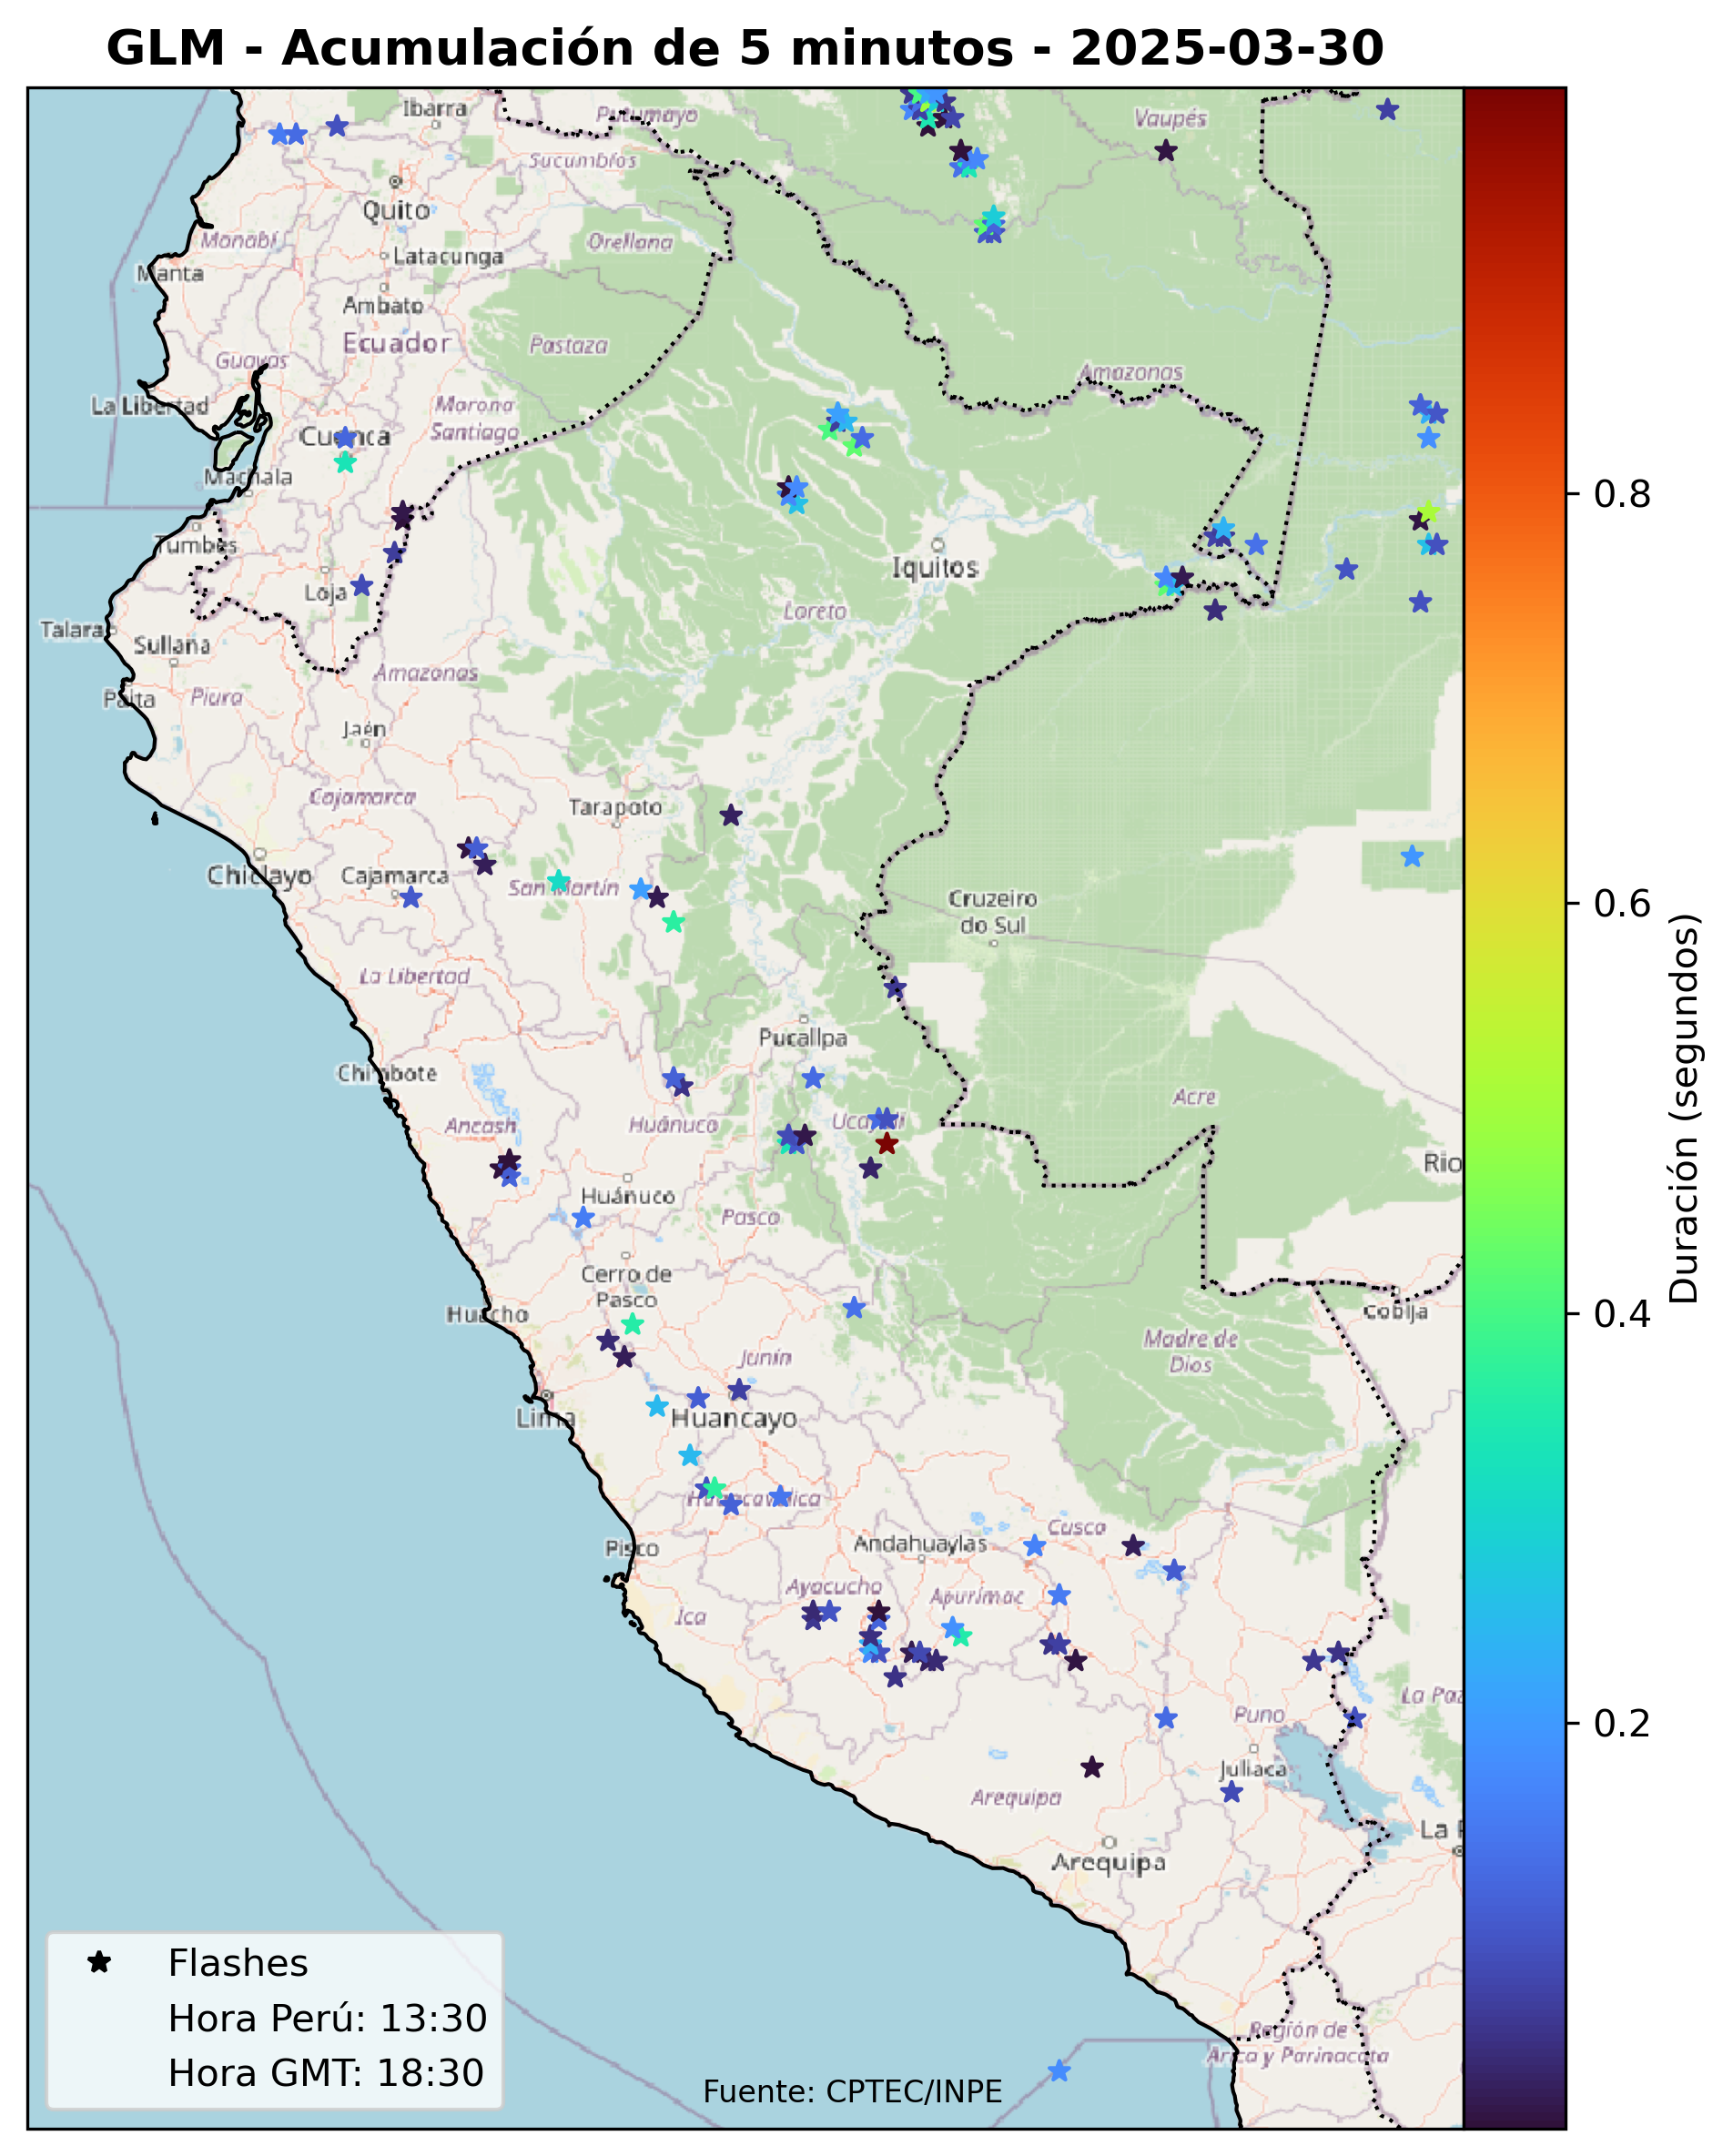 GLM - Acumulación de 5 minutos - 2025-03-30
Ibarra
Putumayo
Vaupés
Sucumbíos
Quito
Manabí
Orellana
Latacunga
Manta
Ambato
Ecuador
Pastaza
Guayas
Amazonas
La Libertad
Morona
Santiago
Cuenca
Machala
Tumbes
Iquitos
Loja
Loreto
Talara
Sullana
Amazonas
Paita
Piura
Jaén
Cajamarca
Tarapoto
Chiclayo
Cajamarca
San Martín
Cruzeiro
do Sul
La Libertad
Pucallpa
Chimbote
Acre
Ancash
Huánuco
Ucayali
Rio
Huánuco
Pasco
Cerro de
Pasco
Huacho
Cobija
Madre de
Dios
Junín
Lima
Huancayo
Huancavelica
Cusco
Pisco
Andahuaylas
Ayacucho
Apurímac
Ica
La Paz
Puno
Juliaca
Arequipa
La P
Arequipa
Región de
Arica y Parinacota
Flashes
Hora Perú: 13:30
Hora GMT: 18:30
Fuente: CPTEC/INPE
0.8
0.6
0.4
0.2
Duración (segundos)